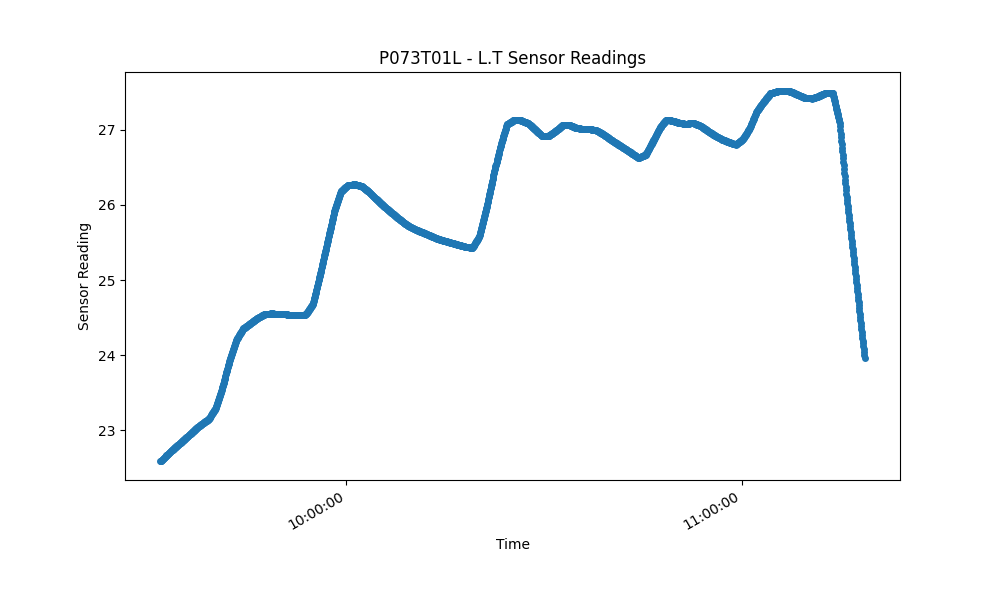 P073T01L - L.T Sensor Readings
27
26
25
24
23
Sensor Reading
10:00:00
11:00:00
Time